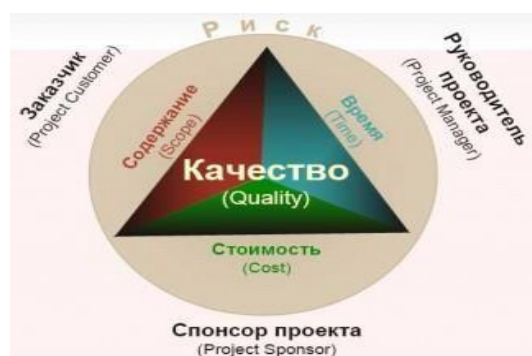 Риск
Заказчик
(Project Customer)
Руководитель
проекта
(Project Manager)
Содержание
(Scope)
Время
(Time)
Качество
(Quality)
Стоимость
(Cost)
Спонсор проекта
(Project Sponsor)